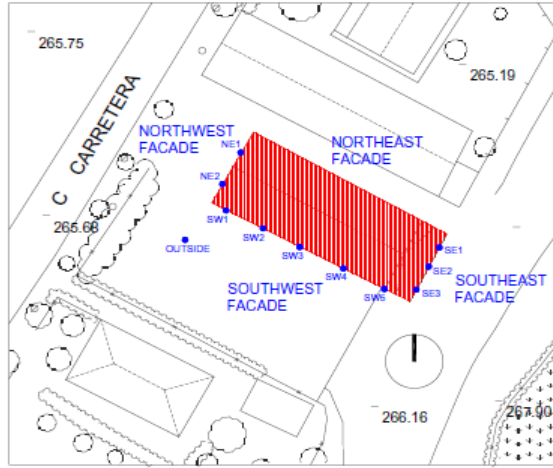 265.75
265.19
C CARRETERA
NORTHWEST
FACADE
NORTHEAST
FACADE
NE1
NE2
265.68
SW1
SW2
OUTSIDE
SW3
SE1
SW4
SE2
SOUTHWEST
FACADE
SOUTHEAST
FACADE
SW5
SE3
266.16
267.90